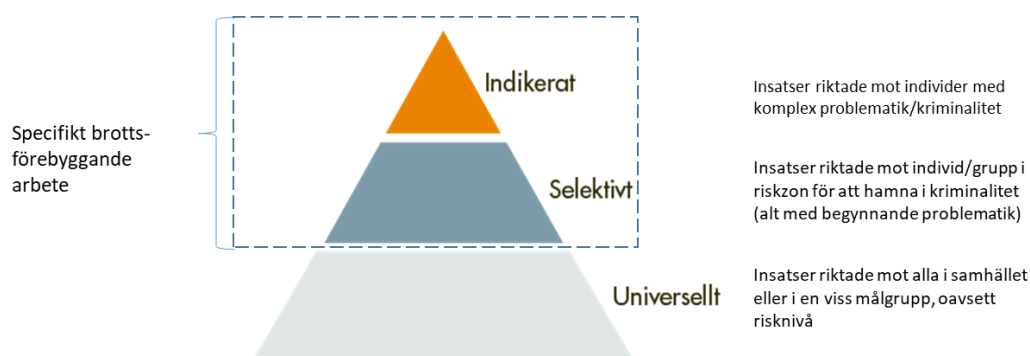 Indikerat
Insatser riktade mot individer med
komplex problematik/kriminalitet
Specifikt brotts-
förebyggande
arbete
Selektivt
Insatser riktade mot individ/grupp i
riskzon för att hamna i kriminalitet
(alt med begynnande problematik)
Universellt
Insatser riktade mot alla i samhället
eller i en viss målgrupp, oavsett
risknivå